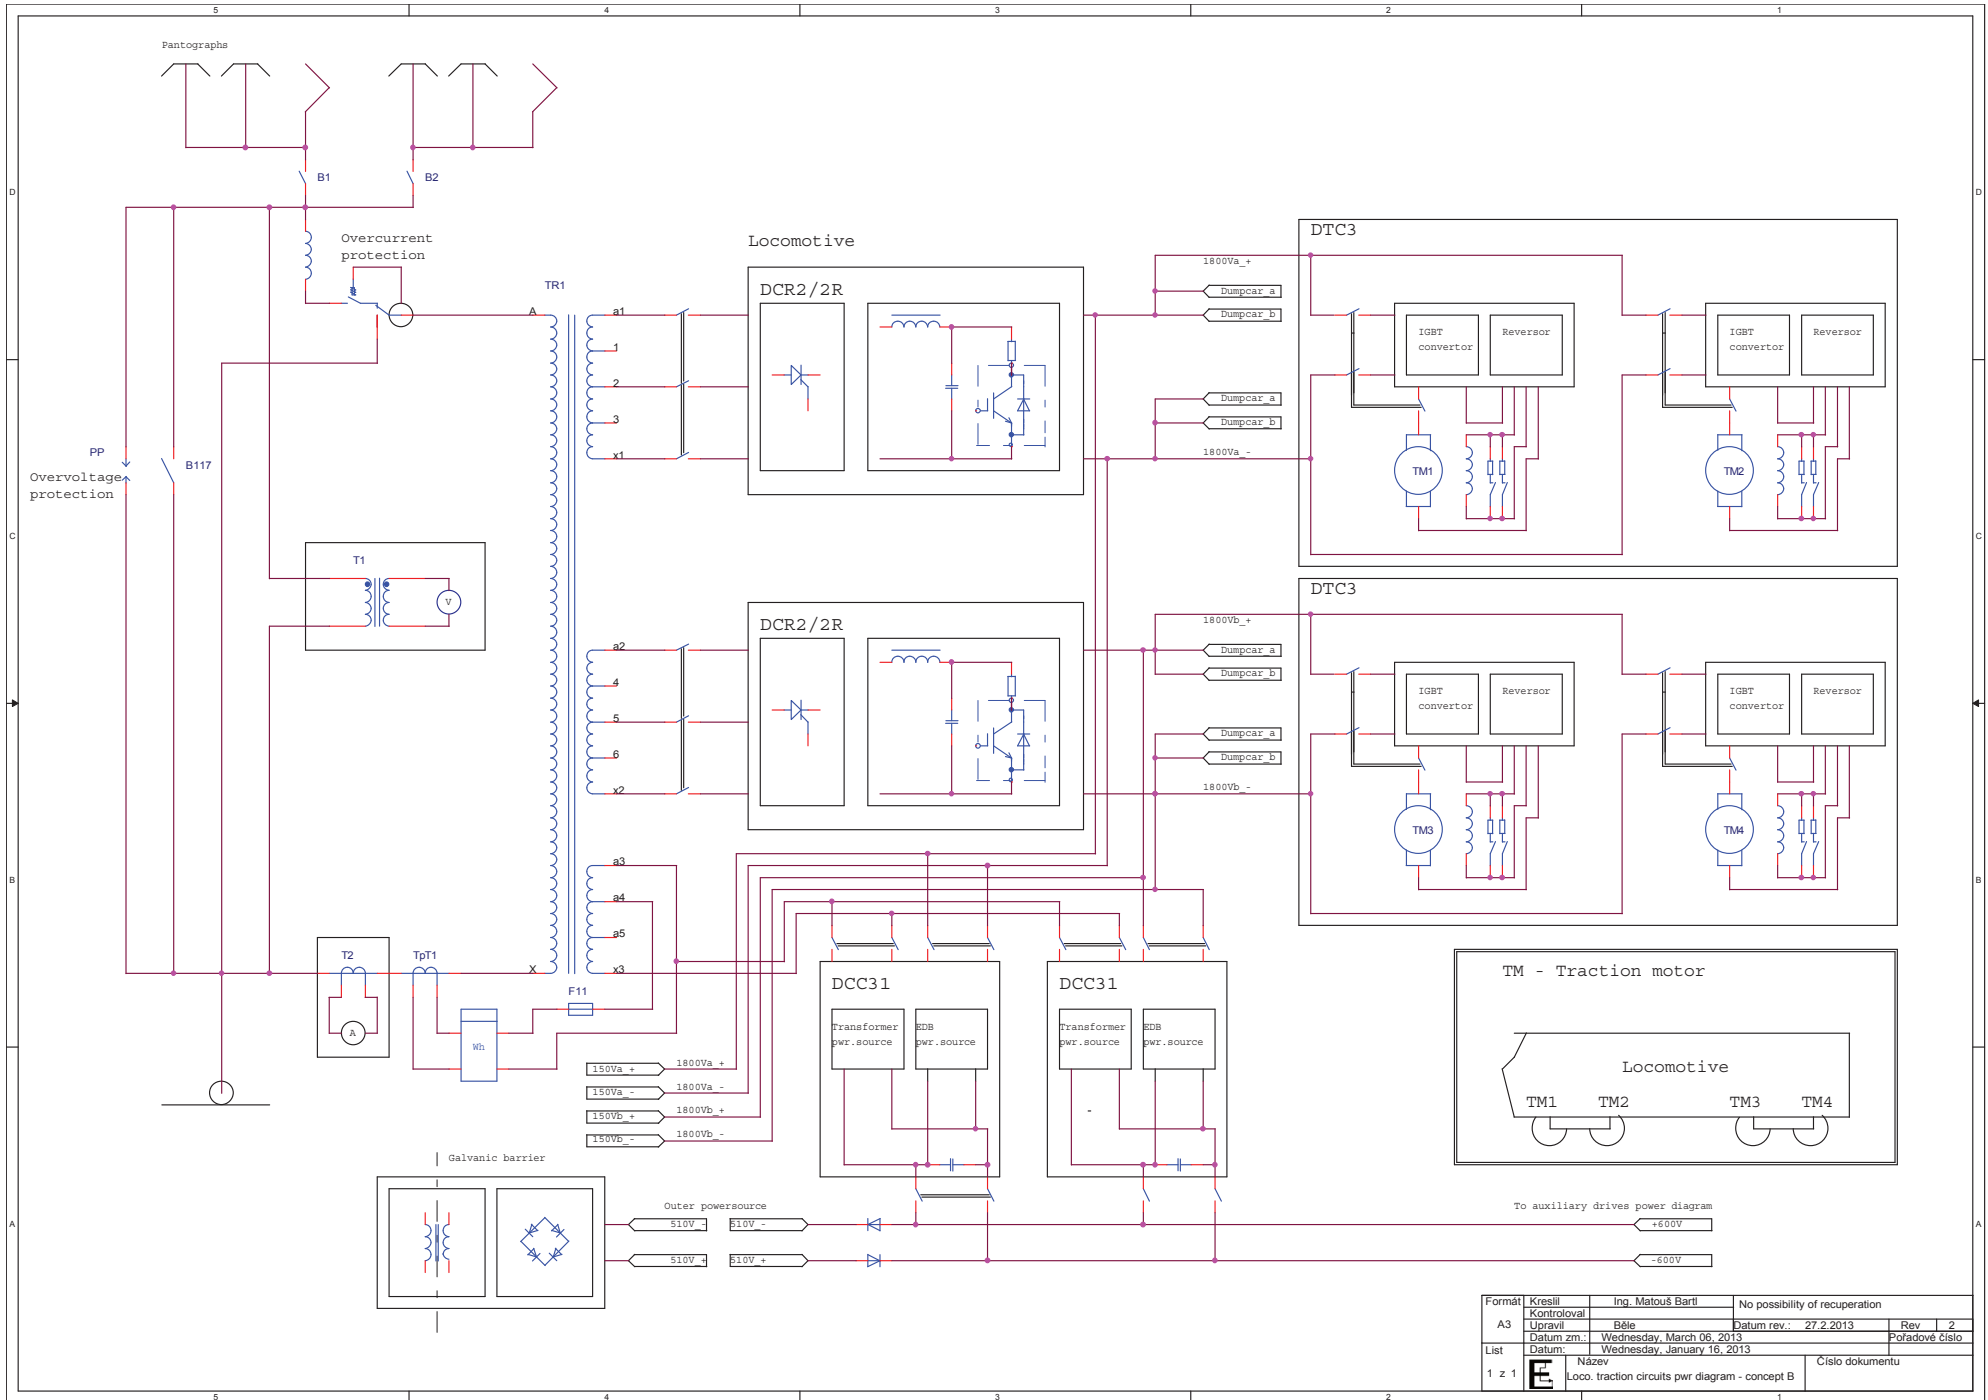 5 4 3 2 1
Pantographs
B1
B2
D
D
Overcurrent
protection
Locomotive
TR1
A
PP
Overvoltage
protection
B117
T1
V
C
C
a1
1
2
3
x1
a2
4
5
6
x2
a3
a4
a5
x3
X
DCR2/2R
DCR2/2R
1800Va_+
Dumpcar_a
Dumpcar_b
Dumpcar_a
Dumpcar_b
1800Va_-
1800Vb_+
Dumpcar_a
Dumpcar_b
Dumpcar_a
Dumpcar_b
1800Vb_-
DTC3
IGBT
convertor
Reversor
IGBT
convertor
Reversor
TM1
TM2
DTC3
IGBT
convertor
Reversor
IGBT
convertor
Reversor
TM3
TM4
B
B
T2
TpT1
A
Wh
F11
150Va_+
1800Va_+
150Va_-
1800Va_-
150Vb_+
1800Vb_+
150Vb_-
1800Vb_-
DCC31
Transformer
pwr.source
EDB
pwr.source
DCC31
Transformer
pwr.source
EDB
pwr.source
-
TM - Traction motor
Locomotive
TM1 TM2 TM3 TM4
Galvanic barrier
Outer powersource
510V_-
510V_-
510V_+
510V_+
To auxiliary drives power diagram
+600V
-600V
A
A
Formát
A3
Kreslil Ing. Matouš Bartl
No possibility of recuperation
Kontroloval
Upravil Běle
Datum rev.: 27.2.2013 Rev 2
Datum zm.: Wednesday, March 06, 2013
Pořadové číslo
List
1 z 1
Datum: Wednesday, January 16, 2013
Název
Číslo dokumentu
Loco. traction circuits pwr diagram - concept B
5 4 3 2 1